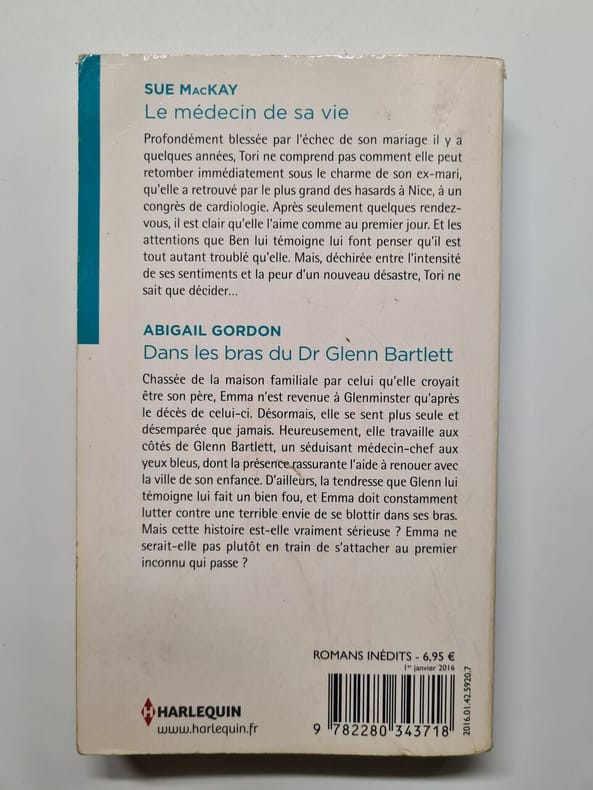 SUE MACKAY
Le médecin de sa vie
Profondément blessée par l'échec de son mariage il y a
quelques années, Tori ne comprend pas comment elle peut
retomber immédiatement sous le charme de son ex-mari,
qu'elle a retrouvé par le plus grand des hasards à Nice, à un
congrès de cardiologie. Après seulement quelques rendez-
vous, il est clair qu'elle l'aime comme au premier jour. Et les
attentions que Ben lui témoigne lui font penser qu'il est
tout autant troublé qu'elle. Mais, déchirée entre l'intensité
de ses sentiments et la peur d'un nouveau désastre, Tori ne
sait que décider...
ABIGAIL GORDON
Dans les bras du Dr Glenn Bartlett
Chassée de la maison familiale par celui qu'elle croyait
être son père, Emma n'est revenue à Glenminster qu'après
le décès de celui-ci. Désormais, elle se sent plus seule et
désemparée que jamais. Heureusement, elle travaille aux
côtés de Glenn Bartlett, un séduisant médecin-chef aux
yeux bleus, dont la présence rassurante l'aide à renouer avec
la ville de son enfance. D'ailleurs, la tendresse que Glenn lui
témoigne lui fait un bien fou, et Emma doit constamment
lutter contre une terrible envie de se blottir dans ses bras.
Mais cette histoire est-elle vraiment sérieuse ? Emma ne
serait-elle pas plutôt en train de s'attacher au premier
inconnu qui passe ?
ROMANS INÉDITS - 6,95 €
1er janvier 2016
2016.01.42.5920.7
HARLEQUIN
www.harlequin.fr
9 782280 343718